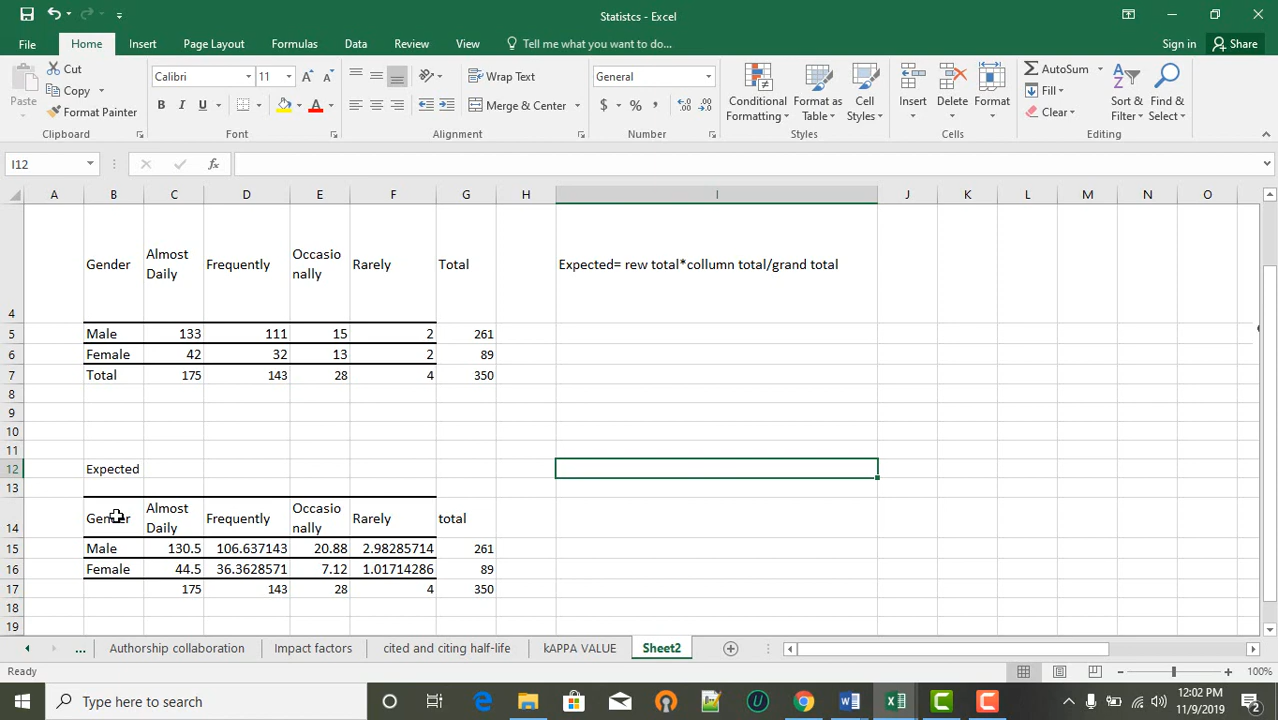 Statistcs - Excel
File Home Insert Page Layout Formulas Data Review View Tell me what you want to do... Sign in Share
Paste Cut Copy Format Painter
Calibri 11 A A Wrap Text General Conditional Formatting Format as Table Cell Styles Insert Delete Format AutoSum Fill Clear Sort & Filter Find & Select
B I U A Merge & Center $ % ,
Clipboard Font Alignment Number Styles Cells Editing
I12 fx
A B C D E F G H I J K L M N O
4 Gender Almost Daily Frequently Occasio nally Rarely Total Expected= rew total*collumn total/grand total
5 Male 133 111 15 2 261
6 Female 42 32 13 2 89
7 Total 175 143 28 4 350
8
9
10
11
12 Expected
13
14 Gender Almost Daily Frequently Occasio nally Rarely total
15 Male 130.5 106.637143 20.88 2.98285714 261
16 Female 44.5 36.3628571 7.12 1.01714286 89
17 175 143 28 4 350
18
19
... Authorship collaboration Impact factors cited and citing half-life kAPPA VALUE Sheet2
Ready 100%
Type here to search 12:02 PM
11/9/2019 2